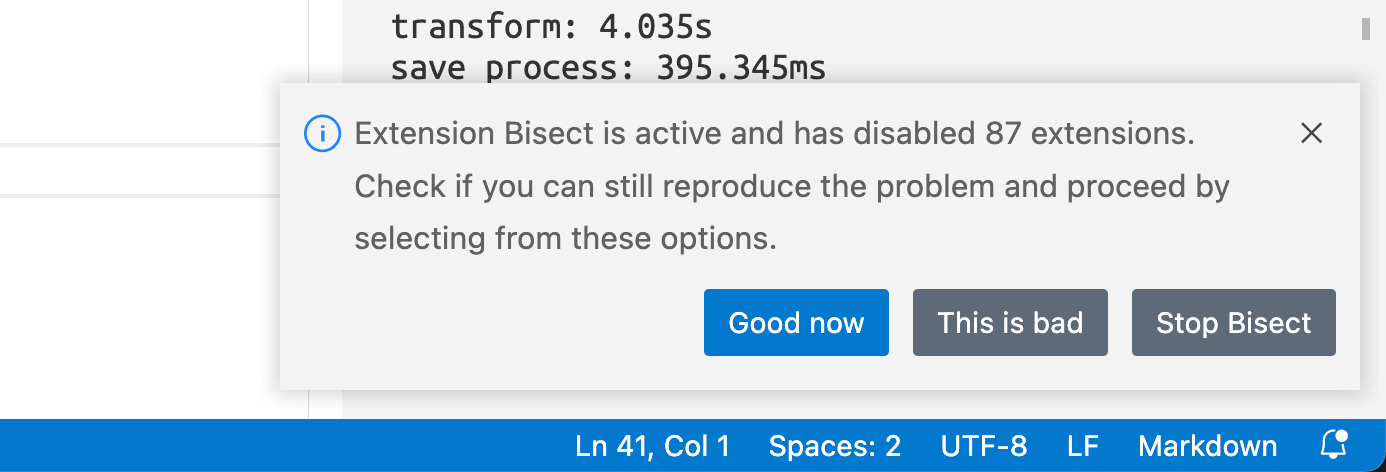 transform: 4.035s
save process: 395.345ms
Extension Bisect is active and has disabled 87 extensions.
Check if you can still reproduce the problem and proceed by
selecting from these options.
Good now This is bad Stop Bisect
Ln 41, Col 1 Spaces: 2 UTF-8 LF Markdown